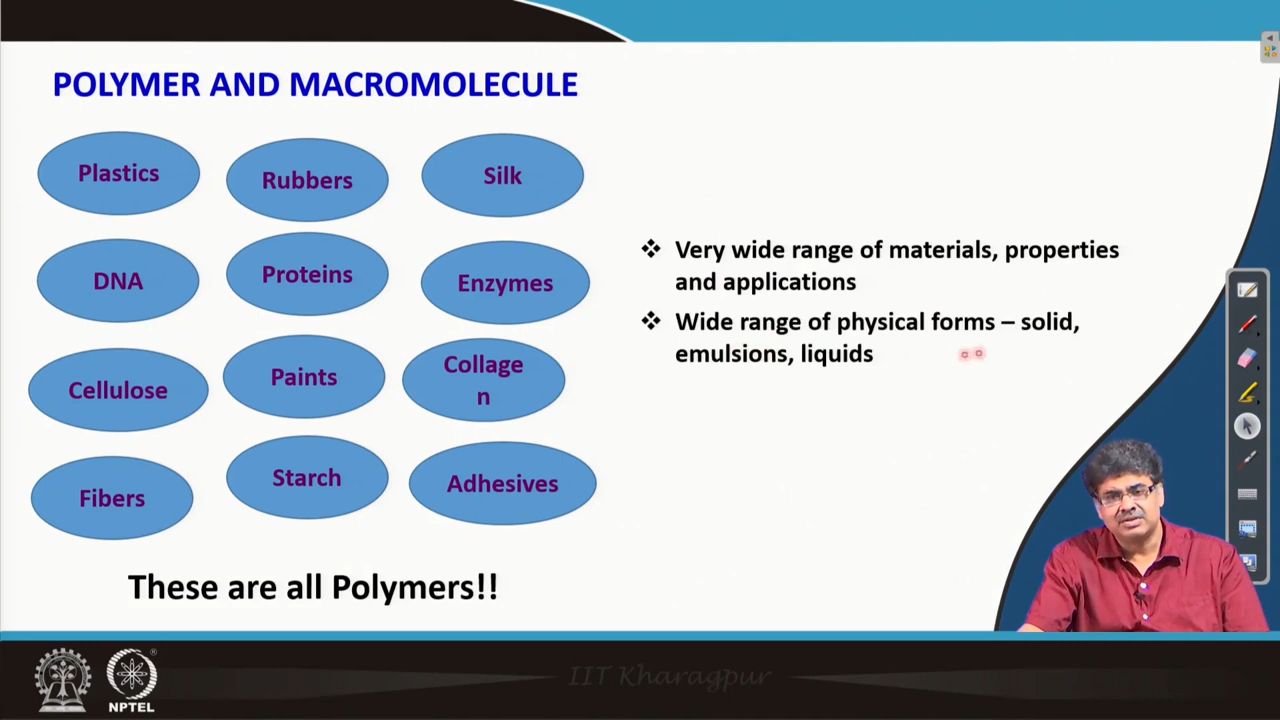 POLYMER AND MACROMOLECULE
Plastics
Rubbers
Silk
DNA
Proteins
Enzymes
Cellulose
Paints
Collage
n
Fibers
Starch
Adhesives
These are all Polymers!!
❖ Very wide range of materials, properties
and applications
❖ Wide range of physical forms – solid,
emulsions, liquids
NPTEL
®
IIT Kharagpur